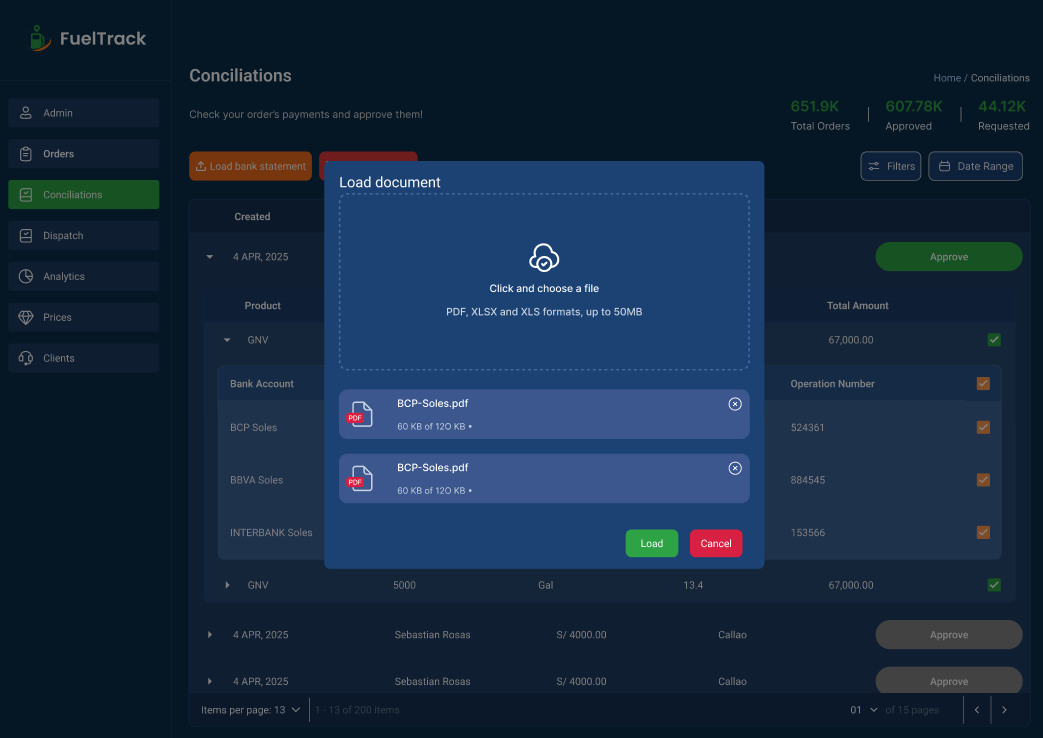 FuelTrack
Conciliations
Home / Conciliations
Check your order's payments and approve them!
651.9K
607.78K
44.12K
Total Orders
Approved
Requested
Admin
Orders
Conciliations
Dispatch
Analytics
Prices
Clients
Load bank statement
Filters
Date Range
Created
4 APR, 2025
Approve
Product
Total Amount
GNV
67,000.00
Bank Account
Operation Number
BCP Soles
524361
BBVA Soles
884545
INTERBANK Soles
153566
GNV 5000 Gal 13.4 67,000.00
4 APR, 2025 Sebastian Rosas S/ 4000.00 Callao Approve
4 APR, 2025 Sebastian Rosas S/ 4000.00 Callao Approve
Items per page: 13
1 - 13 of 200 items
01 of 15 pages
Load document
Click and choose a file
PDF, XLSX and XLS formats, up to 50MB
PDF
BCP-Soles.pdf
60 KB of 120 KB •
PDF
BCP-Soles.pdf
60 KB of 120 KB •
Load
Cancel